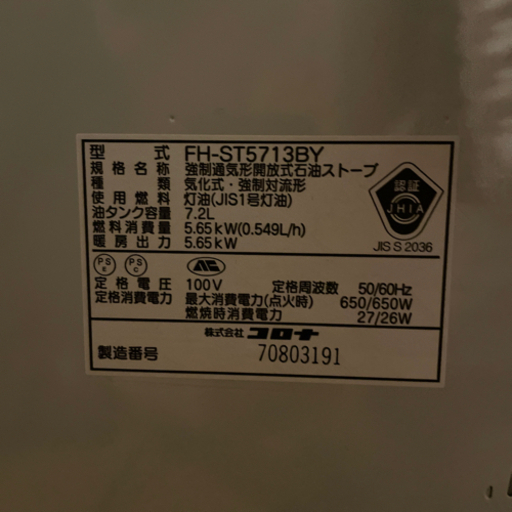 型式 FH-ST5713BY
規格名称 強制通気形開放式石油ストーブ
種類 気化式・強制対流形
使用燃料 灯油(JIS1号灯油)
油タンク容量 7.2L
燃料消費量 5.65kW(0.549L/h)
暖房出力 5.65kW
認証
JHIA
JIS S 2036
PSE PSC
定格電圧 100V 定格周波数 50/60Hz
定格消費電力 最大消費電力(点火時) 650/650W
燃焼時消費電力 27/26W
株式会社 コロナ
製造番号 70803191